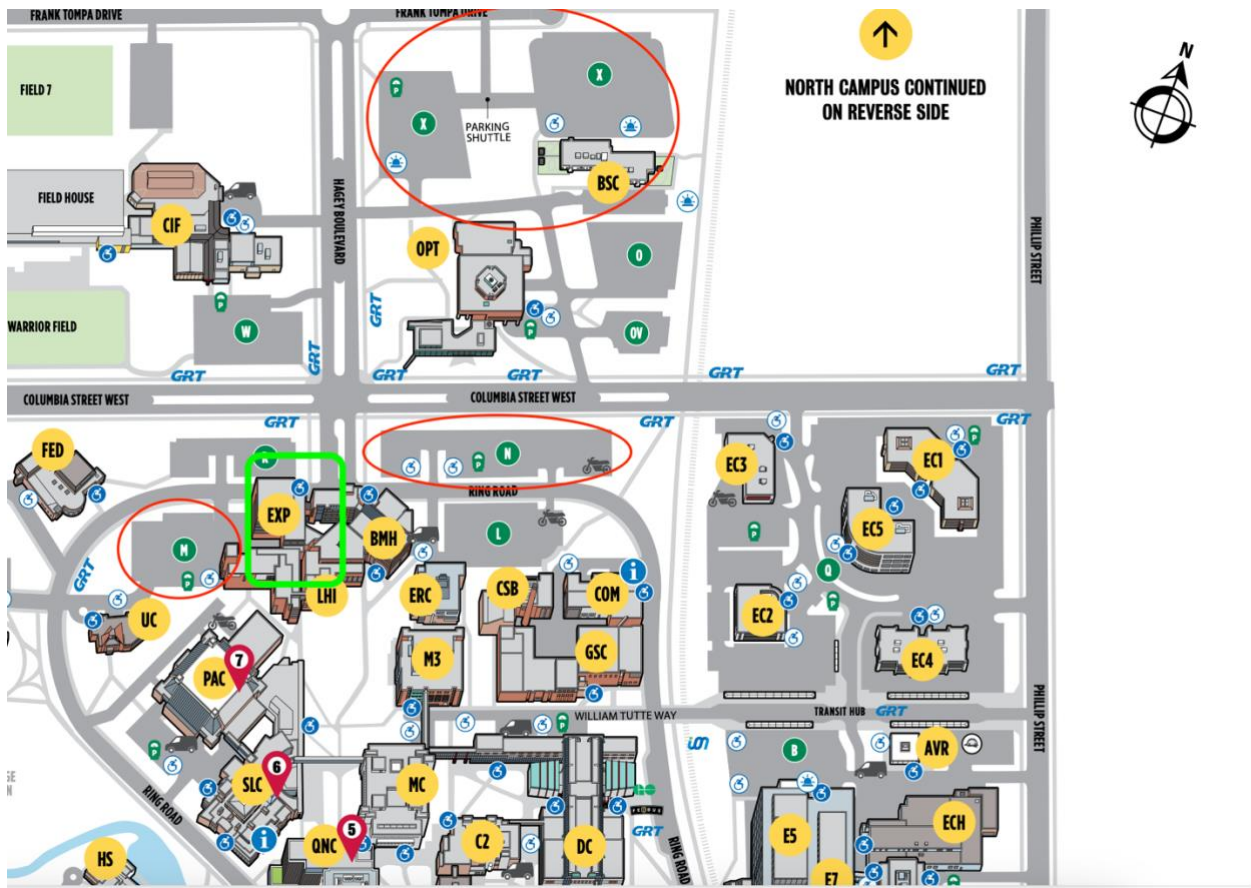 FRANK TOMPA DRIVE
FRANK TOMPA DRIVE
N
NORTH CAMPUS CONTINUED
ON REVERSE SIDE
FIELD 7
P
X
X
PARKING
SHUTTLE
HAGEY BOULEVARD
FIELD HOUSE
BSC
CIF
OPT
O
PHILLIP STREET
P
W
GRT
P
OV
WARRIOR FIELD
GRT
GRT
GRT
GRT
GRT
GRT
COLUMBIA STREET WEST
COLUMBIA STREET WEST
GRT
GRT
GRT
FED
P
N
EC3
EC1
P
RING ROAD
EXP
BMH
L
EC5
P
M
P
GRT
LHI
ERC
CSB
COM
i
Q
P
UC
EC2
PAC
7
M3
GSC
EC4
P
WILLIAM TUTTE WAY
P
TRANSIT HUB
GRT
PHILLIP STREET
ion
B
AVR
SLC
6
MC
RING ROAD
i
QNC
5
C2
DC
GRT
RING ROAD
E5
ECH
HS
E7